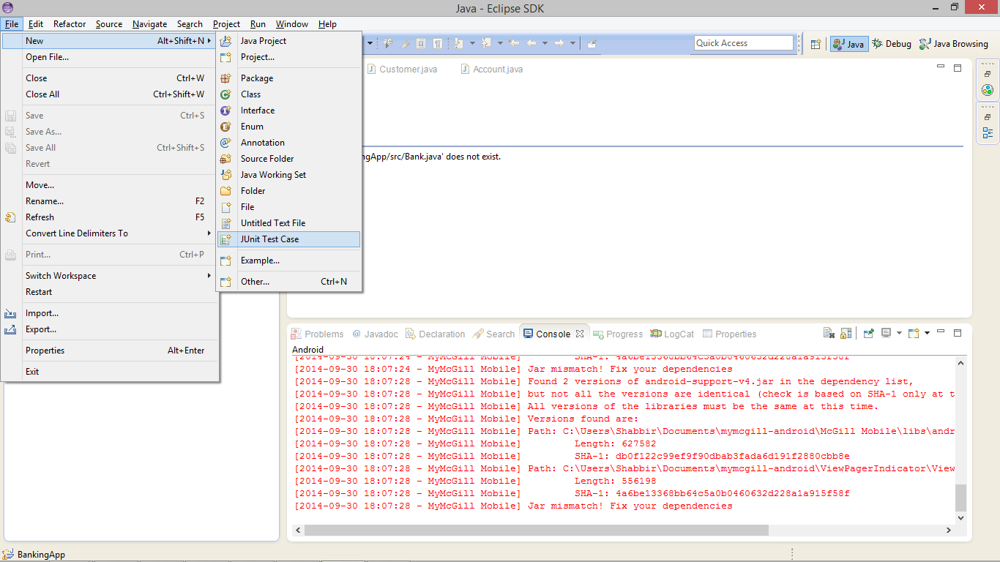 Java - Eclipse SDK
File Edit Refactor Source Navigate Search Project Run Window Help
New Alt+Shift+N
Open File...
Close Ctrl+W
Close All Ctrl+Shift+W
Save Ctrl+S
Save As...
Save All Ctrl+Shift+S
Revert
Move...
Rename... F2
Refresh F5
Convert Line Delimiters To
Print... Ctrl+P
Switch Workspace
Restart
Import...
Export...
Properties Alt+Enter
Exit
Java Project
Project...
Package
Class
Interface
Enum
Annotation
Source Folder
Java Working Set
Folder
File
Untitled Text File
JUnit Test Case
Example...
Other... Ctrl+N
Quick Access
Java Debug Java Browsing
Customer.java Account.java
ngApp/src/Bank.java' does not exist.
Problems @ Javadoc Declaration Search Console Progress LogCat Properties
Android
[2014-09-30 18:07:24 - MyMcGill Mobile] SHA-1: 4a6be13368bb64c5a0b0460632d228a1a915f58f
[2014-09-30 18:07:24 - MyMcGill Mobile] Jar mismatch! Fix your dependencies
[2014-09-30 18:07:28 - MyMcGill Mobile] Found 2 versions of android-support-v4.jar in the dependency list,
[2014-09-30 18:07:28 - MyMcGill Mobile] but not all the versions are identical (check is based on SHA-1 only at t
[2014-09-30 18:07:28 - MyMcGill Mobile] All versions of the libraries must be the same at this time.
[2014-09-30 18:07:28 - MyMcGill Mobile] Versions found are:
[2014-09-30 18:07:28 - MyMcGill Mobile] Path: C:\Users\Shabbir\Documents\mymcgill-android\McGill Mobile\libs\andr
[2014-09-30 18:07:28 - MyMcGill Mobile] Length: 627582
[2014-09-30 18:07:28 - MyMcGill Mobile] SHA-1: db0f122c99ef9f90dbab3fada6d191f2880cbb8e
[2014-09-30 18:07:28 - MyMcGill Mobile] Path: C:\Users\Shabbir\Documents\mymcgill-android\ViewPagerIndicator\View
[2014-09-30 18:07:28 - MyMcGill Mobile] Length: 556198
[2014-09-30 18:07:28 - MyMcGill Mobile] SHA-1: 4a6be13368bb64c5a0b0460632d228a1a915f58f
[2014-09-30 18:07:28 - MyMcGill Mobile] Jar mismatch! Fix your dependencies
BankingApp